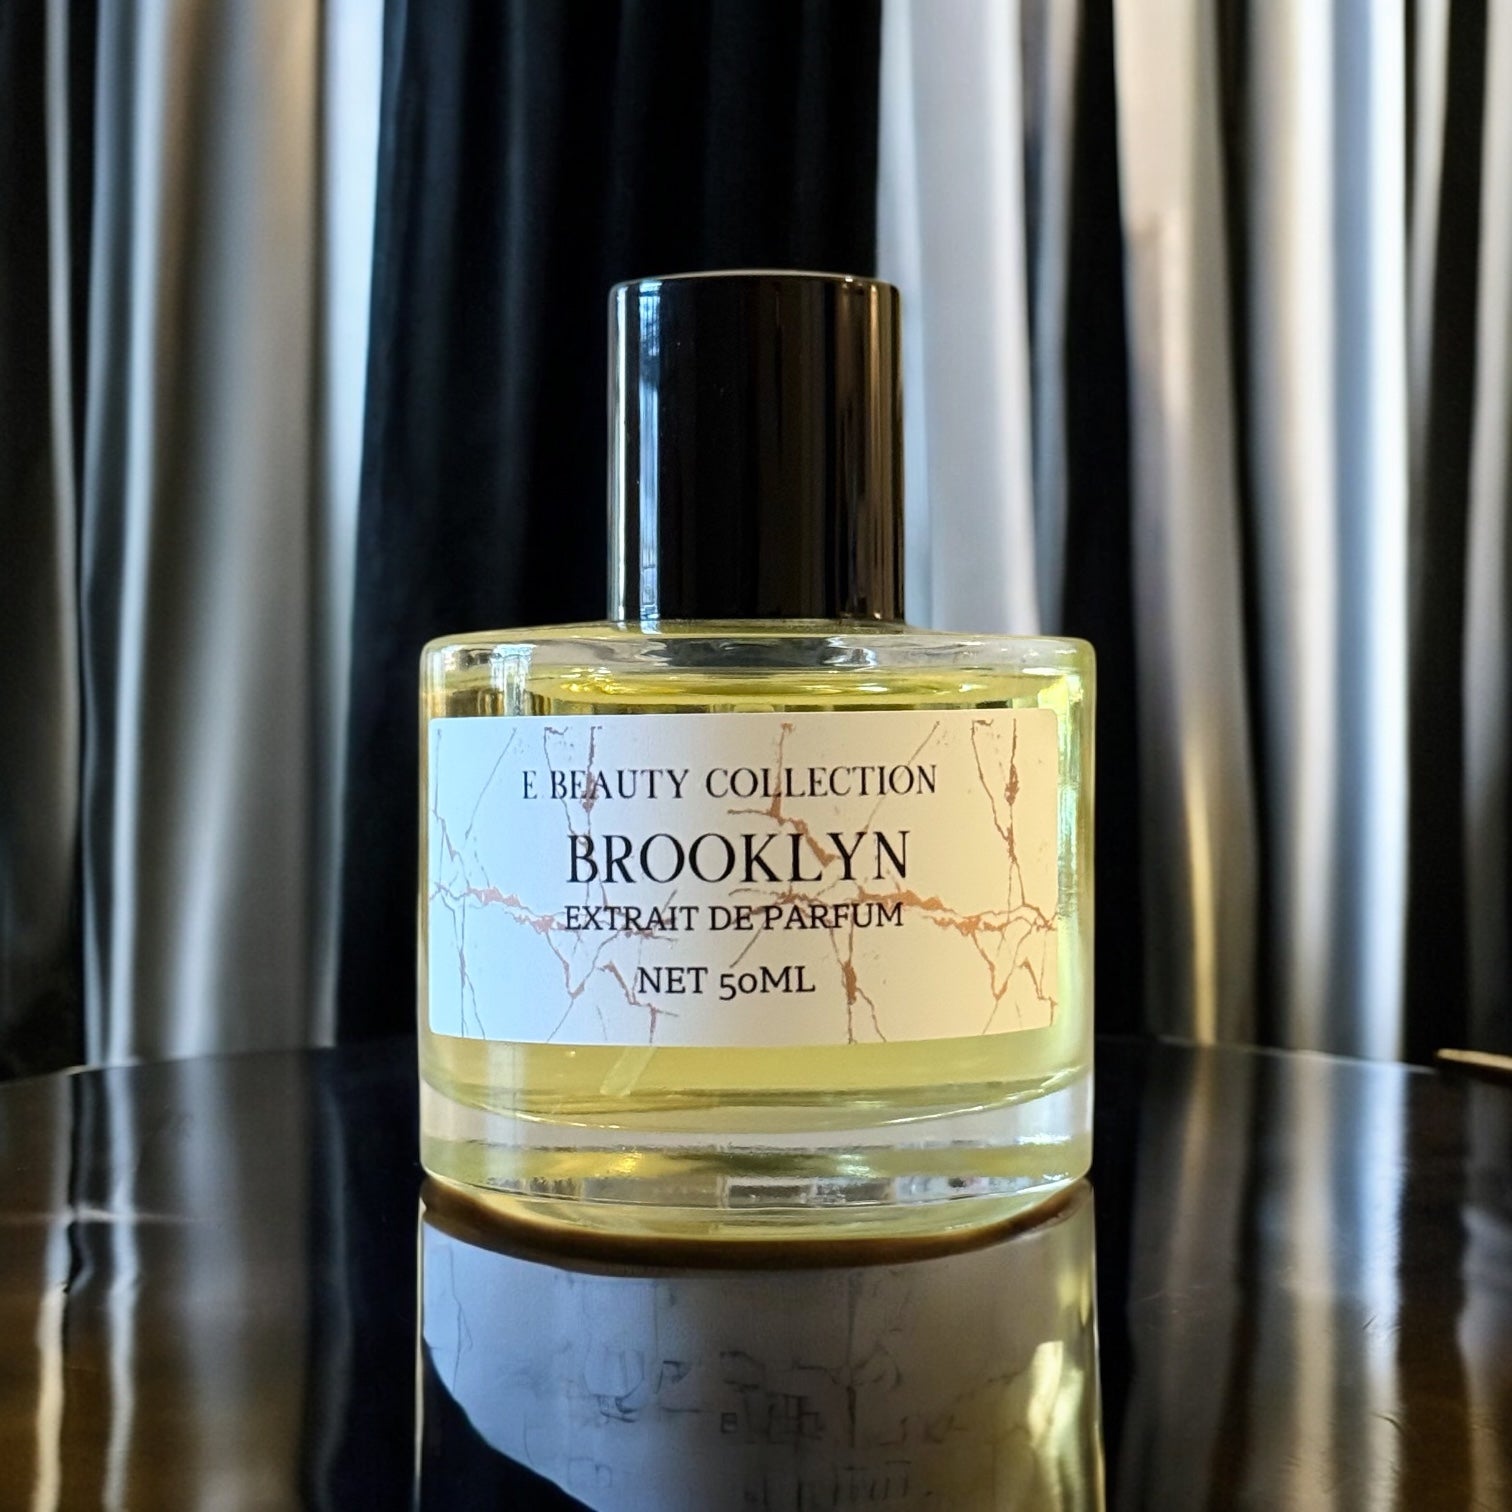 E BEAUTY COLLECTION
BROOKLYN
EXTRAIT DE PARFUM
NET 50ML